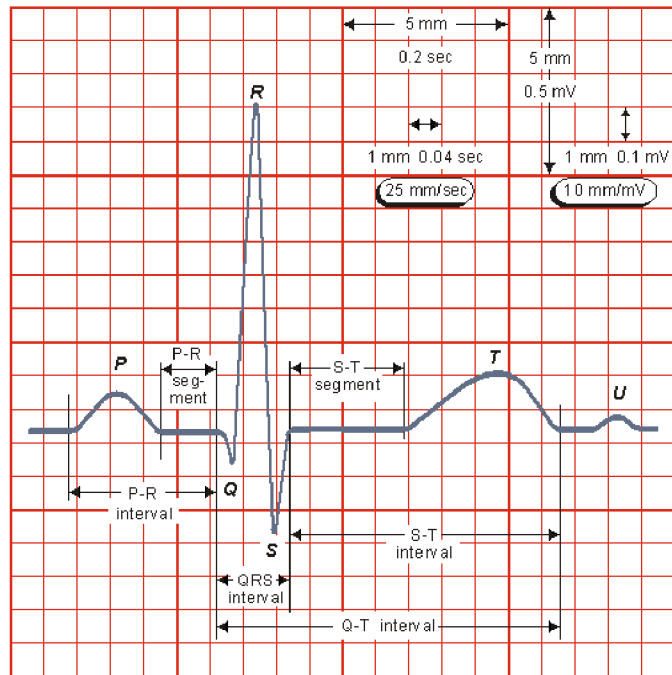 5 mm
0.2 sec
5 mm
0.5 mV
R
1 mm 0.04 sec
1 mm 0.1 mV
25 mm/sec
10 mm/mV
P
P-R
seg-
ment
S-T
segment
T
U
Q
P-R
interval
S
S-T
interval
QRS
interval
Q-T interval